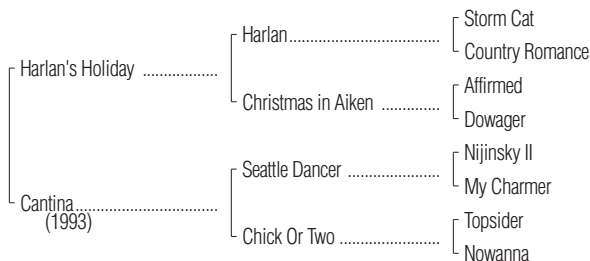 Storm Cat
Harlan........................................
Country Romance
Harlan's Holiday ....................
Affirmed
Christmas in Aiken ................
Dowager
Nijinsky II
Seattle Dancer ........................
My Charmer
Cantina......................................
(1993)
Topsider
Chick Or Two ..........................
Nowanna